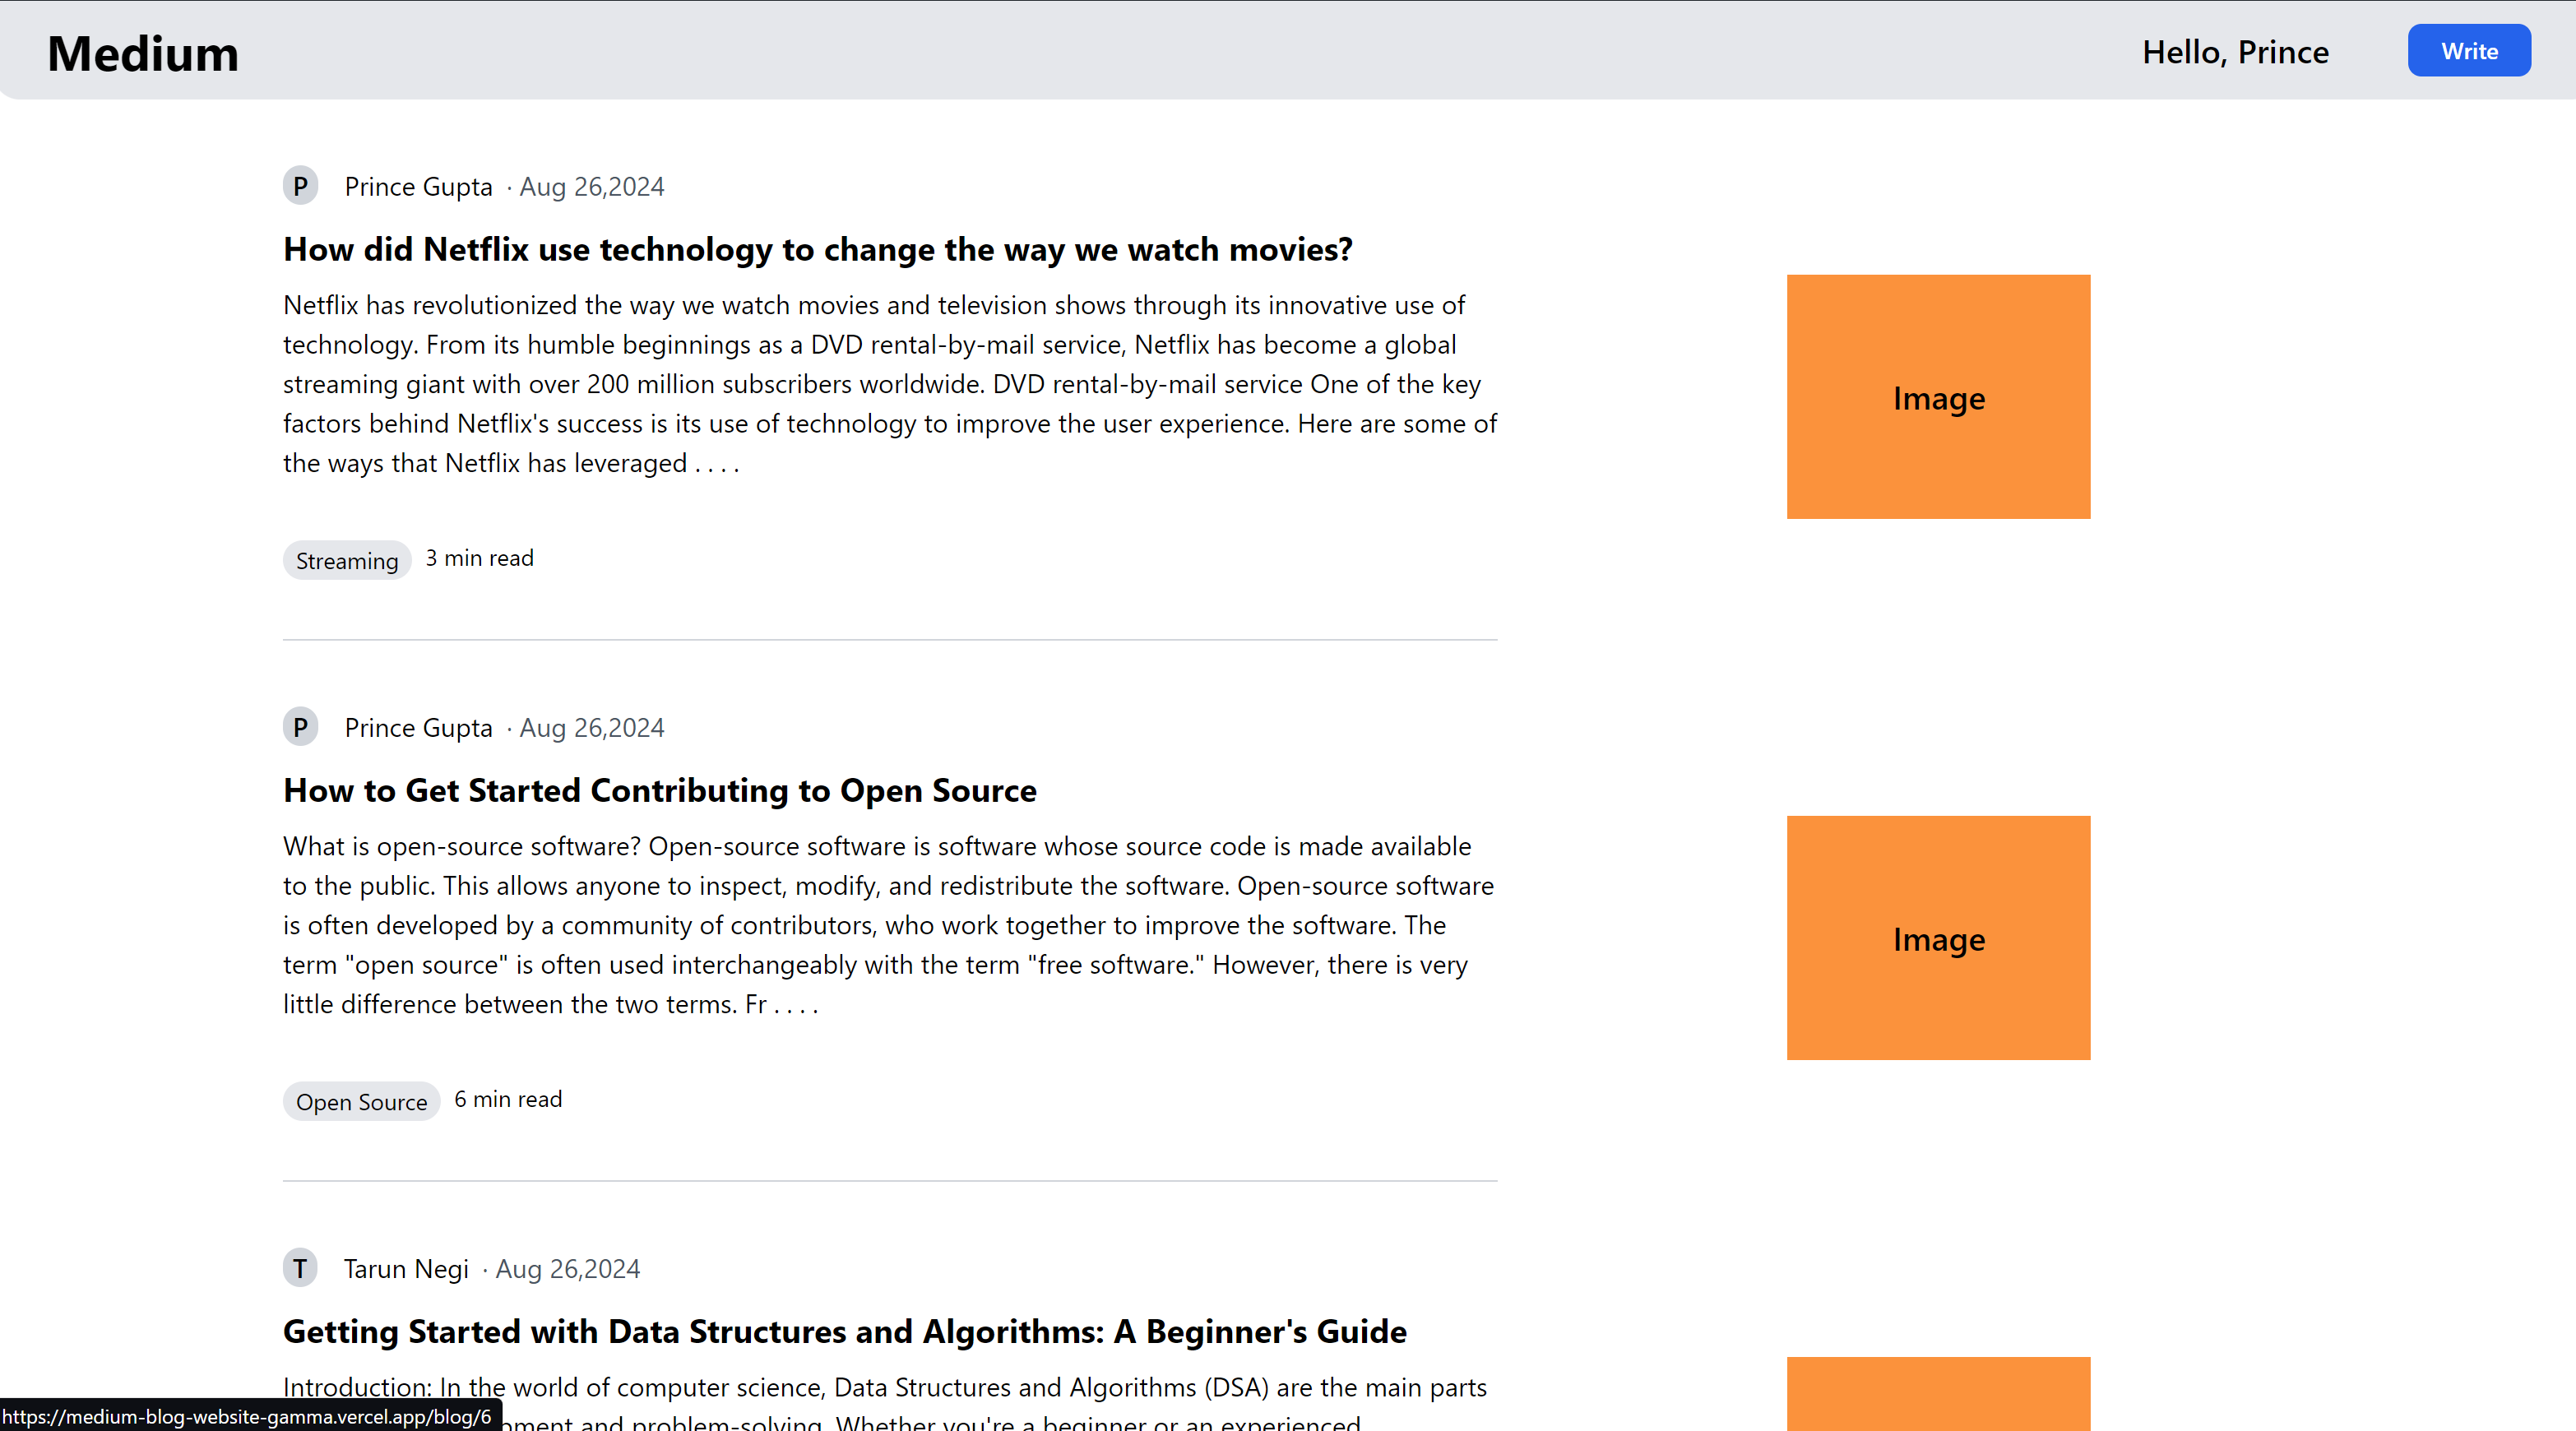 Medium
Hello, Prince
Write
P Prince Gupta · Aug 26,2024
How did Netflix use technology to change the way we watch movies?
Netflix has revolutionized the way we watch movies and television shows through its innovative use of
technology. From its humble beginnings as a DVD rental-by-mail service, Netflix has become a global
streaming giant with over 200 million subscribers worldwide. DVD rental-by-mail service One of the key
factors behind Netflix's success is its use of technology to improve the user experience. Here are some of
the ways that Netflix has leveraged . . . .
Image
Streaming 3 min read
P Prince Gupta · Aug 26,2024
How to Get Started Contributing to Open Source
What is open-source software? Open-source software is software whose source code is made available
to the public. This allows anyone to inspect, modify, and redistribute the software. Open-source software
is often developed by a community of contributors, who work together to improve the software. The
term "open source" is often used interchangeably with the term "free software." However, there is very
little difference between the two terms. Fr . . . .
Image
Open Source 6 min read
T Tarun Negi · Aug 26,2024
Getting Started with Data Structures and Algorithms: A Beginner's Guide
Introduction: In the world of computer science, Data Structures and Algorithms (DSA) are the main parts
and problem-solving. Whether you're a beginner or an experienced
https://medium-blog-website-gamma.vercel.app/blog/6